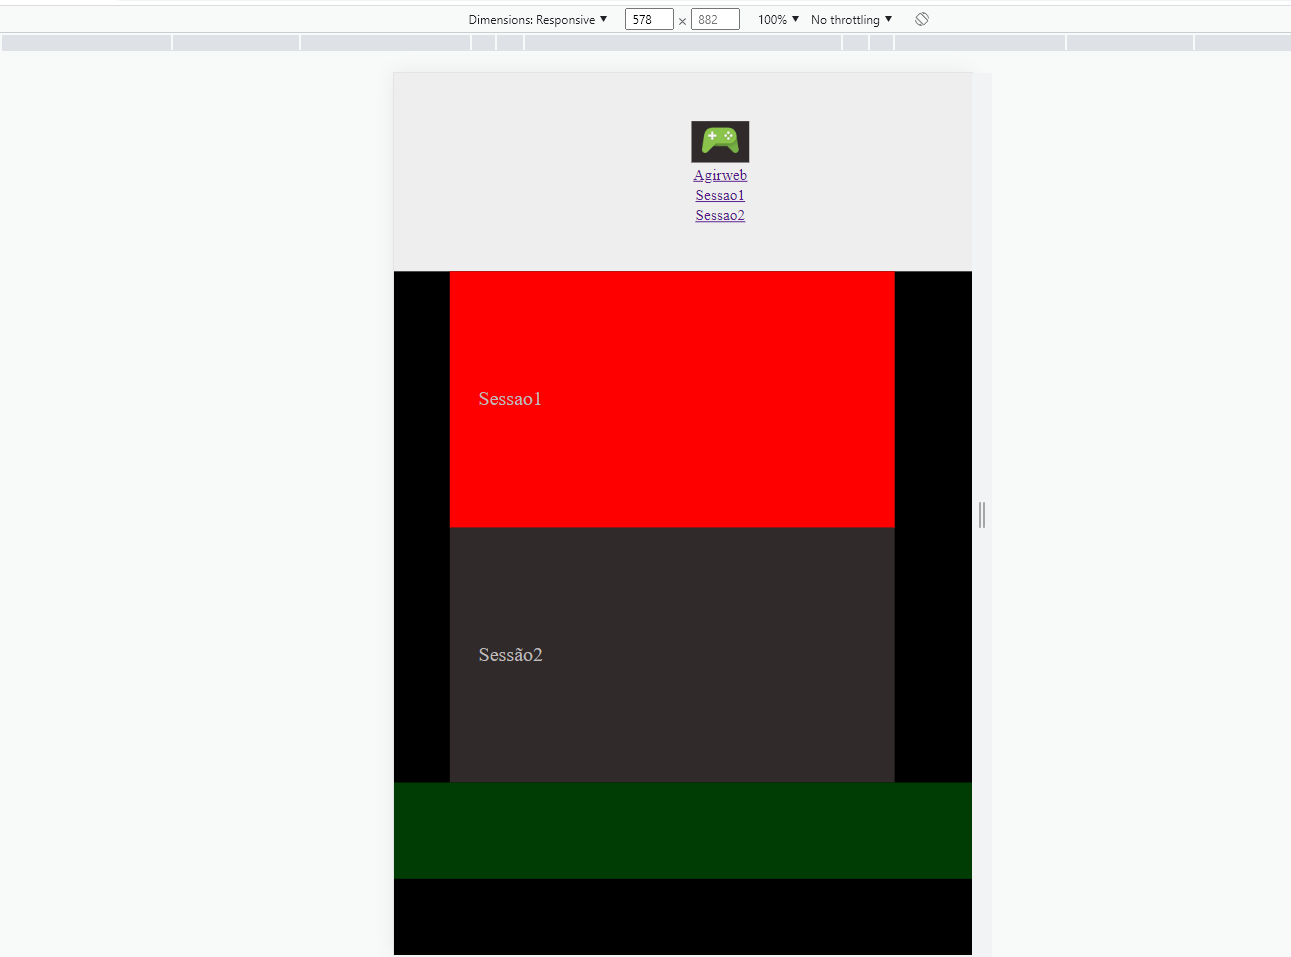 Dimensions: Responsive ▼ 578 × 882 100% ▼ No throttling ▼
Agirweb
Sessao1
Sessao2
Sessao1
Sessão2